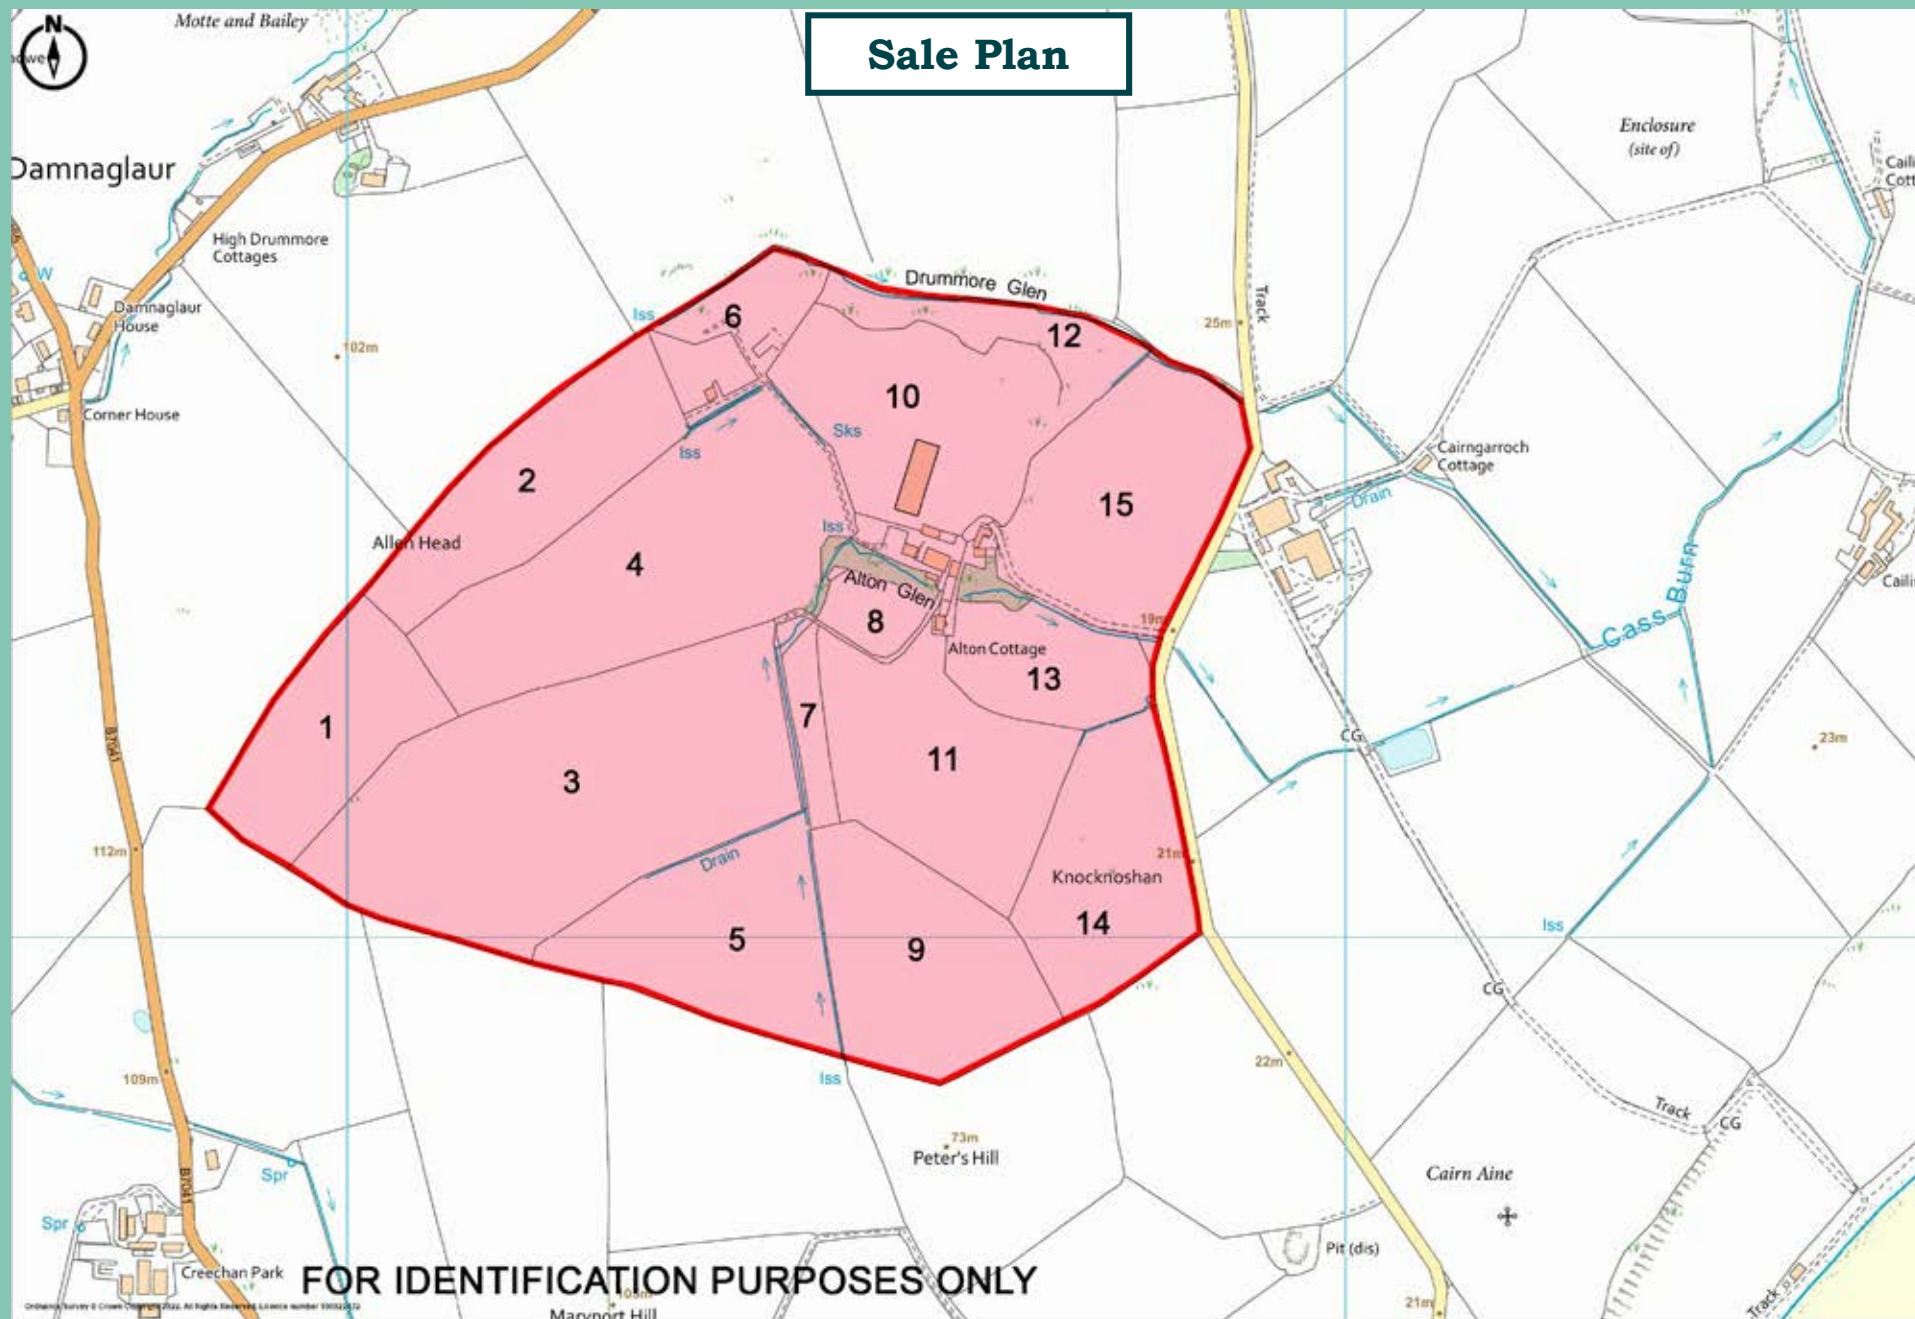 Sale Plan
N
Motte and Bailey
Damnaglaur
High Drummore
Cottages
W
Damnaglaur
House
Corner House
102m
Iss
6
Drummore Glen
12
25m
Track
Enclosure
(site of)
10
Sks
Iss
2
15
Cairngarroch
Cottage
Drain
Allen Head
4
Iss
Alton Glen
8
19m
Alton Cottage
13
Cass Burn
1
7
11
3
CG
23m
B7041
112m
Drain
21m
Knocknoshan
14
5
9
Iss
CG
109m
Iss
22m
73m
Peter's Hill
Track
CG
Cairn Aine
Spr
B7041
Spr
Pit (dis)
Creechan Park
FOR IDENTIFICATION PURPOSES ONLY
Maryport Hill
21m
Track